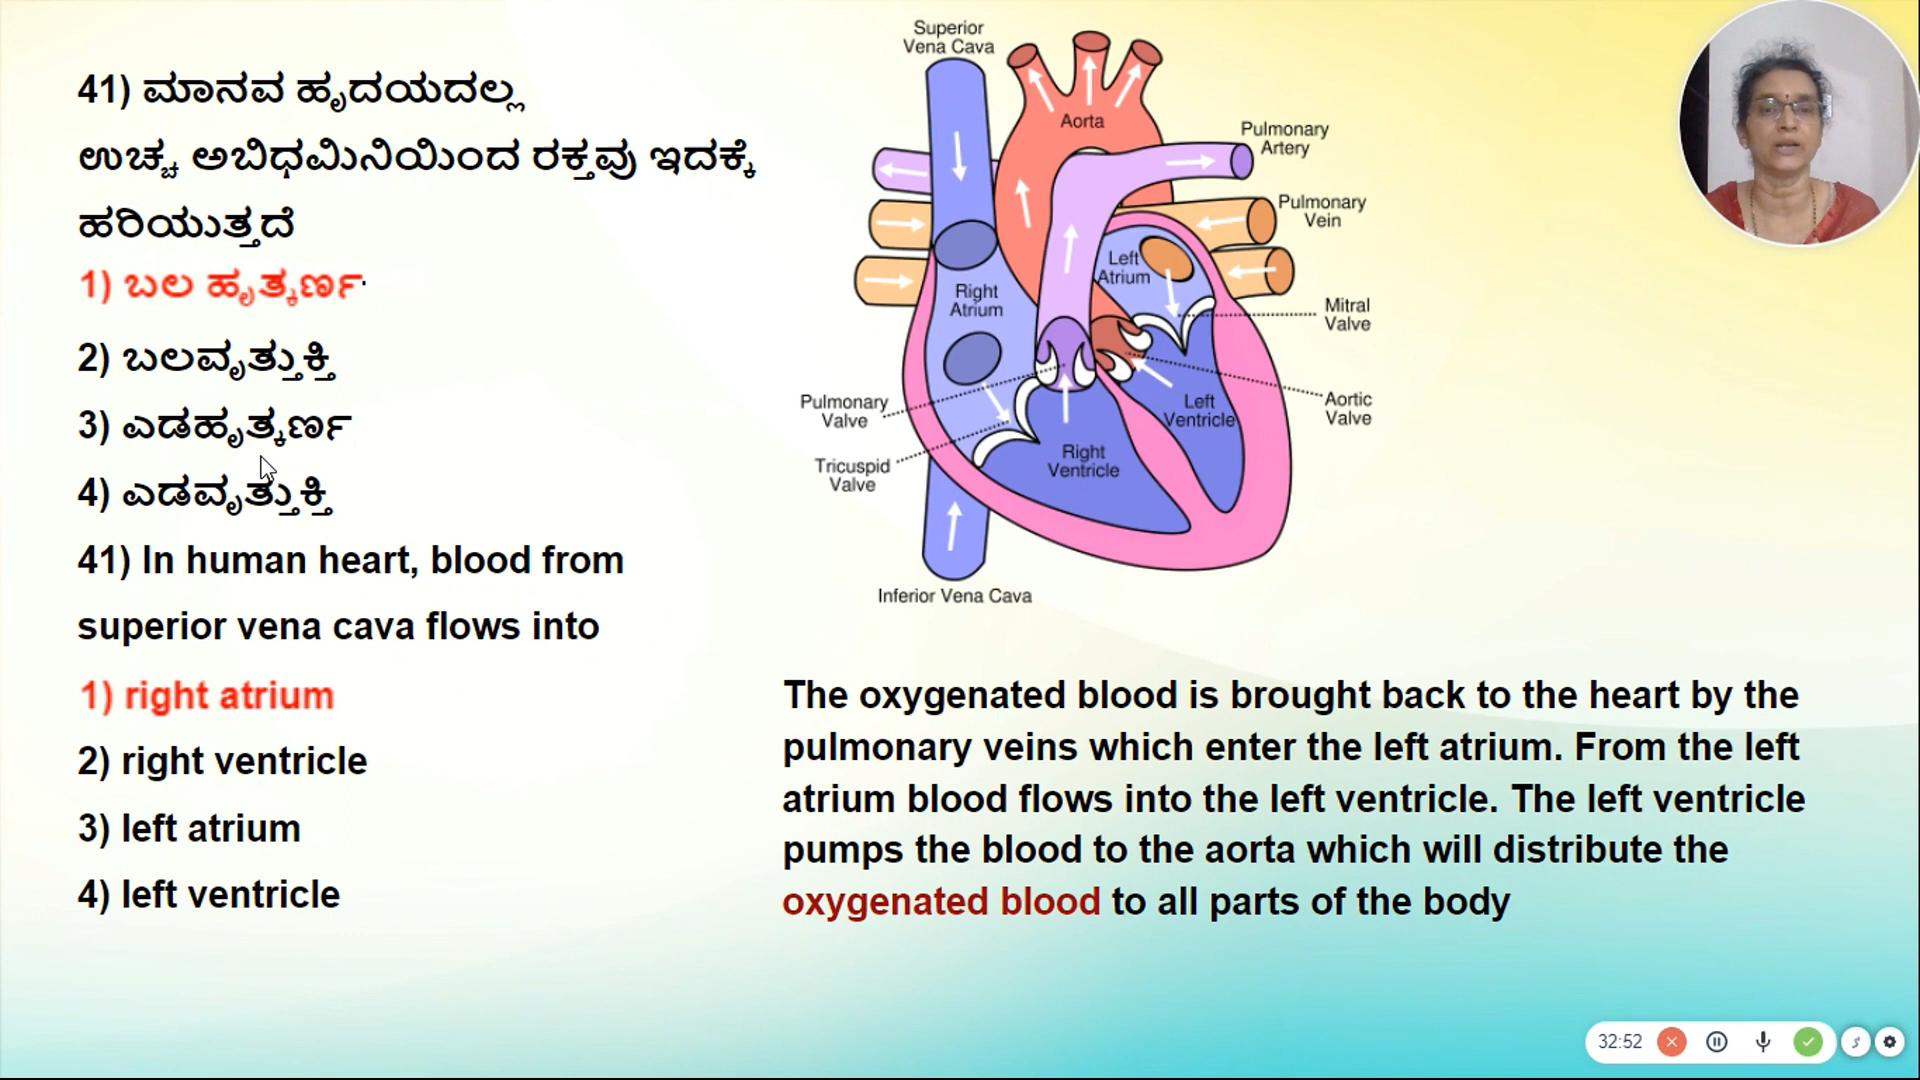 41) ಮಾನವ ಹೃದಯದಲ್ಲ
ಉಚ್ಚ ಅಬಿಧಮಿನಿಯಿಂದ ರಕ್ತವು ಇದಕ್ಕೆ
ಹರಿಯುತ್ತದೆ
1) ಬಲ ಹೃತ್ಕರ್ಣ.
2) ಬಲವೃತ್ತುಕ್ತಿ
3) ಎಡಹೃತ್ಕರ್ಣ
4) ಎಡವೃತ್ತುಕ್ತಿ
41) In human heart, blood from
superior vena cava flows into
1) right atrium
2) right ventricle
3) left atrium
4) left ventricle
Superior
Vena Cava
Aorta
Pulmonary
Artery
Pulmonary
Vein
Left
Atrium
Right
Atrium
Mitral
Valve
Pulmonary
Valve
Left
Ventricle
Aortic
Valve
Right
Ventricle
Tricuspid
Valve
Inferior Vena Cava
The oxygenated blood is brought back to the heart by the
pulmonary veins which enter the left atrium. From the left
atrium blood flows into the left ventricle. The left ventricle
pumps the blood to the aorta which will distribute the
oxygenated blood to all parts of the body
32:52